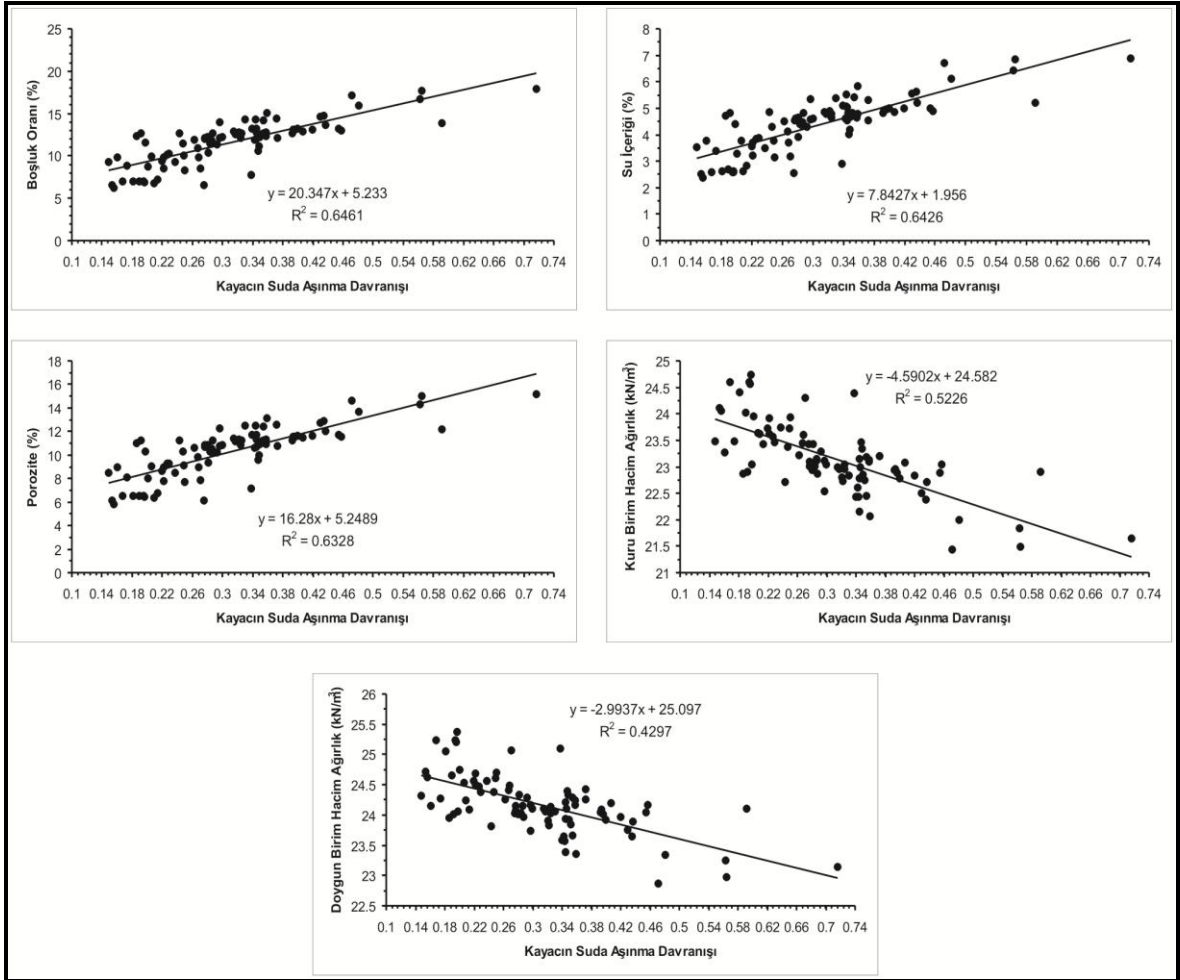 Boşluk Oranı (%)
25
20
15
10
5
0
y = 20.347x + 5.233
R² = 0.6461
0.1 0.14 0.18 0.22 0.26 0.3 0.34 0.38 0.42 0.46 0.5 0.54 0.58 0.62 0.66 0.7 0.74
Kayacın Suda Aşınma Davranışı
Su İçeriği (%)
8
7
6
5
4
3
2
1
0
y = 7.8427x + 1.956
R² = 0.6426
0.1 0.14 0.18 0.22 0.26 0.3 0.34 0.38 0.42 0.46 0.5 0.54 0.58 0.62 0.66 0.7 0.74
Kayacın Suda Aşınma Davranışı
Porozite (%)
18
16
14
12
10
8
6
4
2
0
y = 16.28x + 5.2489
R² = 0.6328
0.1 0.14 0.18 0.22 0.26 0.3 0.34 0.38 0.42 0.46 0.5 0.54 0.58 0.62 0.66 0.7 0.74
Kayacın Suda Aşınma Davranışı
Kuru Birim Hacim Ağırlık (kN/m³)
25
24.5
24
23.5
23
22.5
22
21.5
21
y = -4.5902x + 24.582
R² = 0.5226
0.1 0.14 0.18 0.22 0.26 0.3 0.34 0.38 0.42 0.46 0.5 0.54 0.58 0.62 0.66 0.7 0.74
Kayacın Suda Aşınma Davranışı
Doygun Birim Hacim Ağırlık (kN/m³)
26
25.5
25
24.5
24
23.5
23
22.5
y = -2.9937x + 25.097
R² = 0.4297
0.1 0.14 0.18 0.22 0.26 0.3 0.34 0.38 0.42 0.46 0.5 0.54 0.58 0.62 0.66 0.7 0.74
Kayacın Suda Aşınma Davranışı